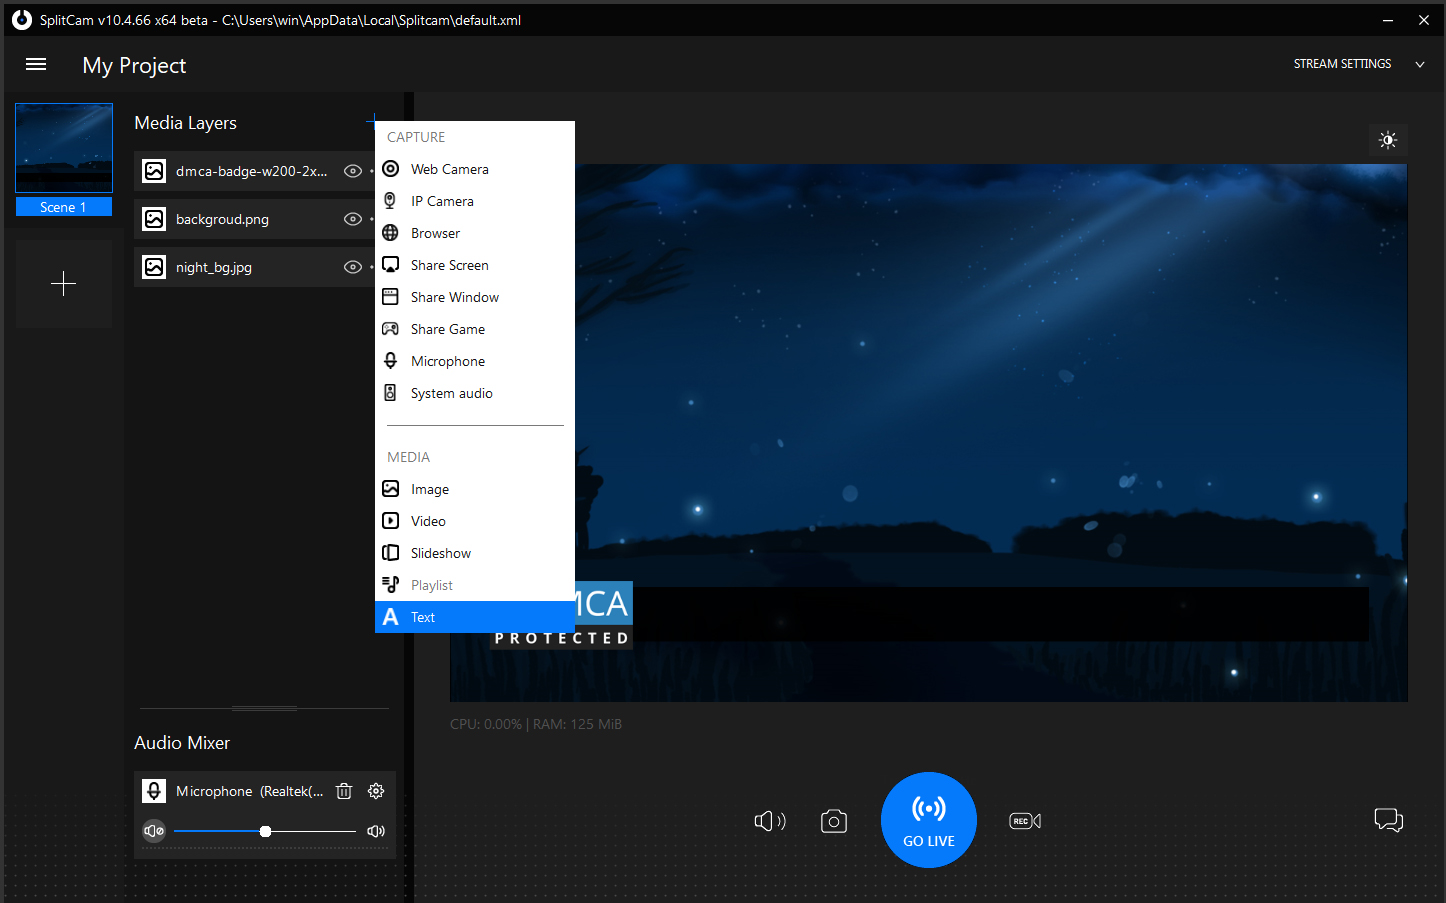 SplitCam v10.4.66 x64 beta - C:\Users\win\AppData\Local\Splitcam\default.xml
My Project
STREAM SETTINGS
Scene 1
Media Layers
dmca-badge-w200-2x...
backgroud.png
night_bg.jpg
CAPTURE
Web Camera
IP Camera
Browser
Share Screen
Share Window
Share Game
Microphone
System audio
MEDIA
Image
Video
Slideshow
Playlist
A Text
MCA
PROTECTED
CPU: 0.00% | RAM: 125 MiB
Audio Mixer
Microphone (Realtek(...
GO LIVE
REC